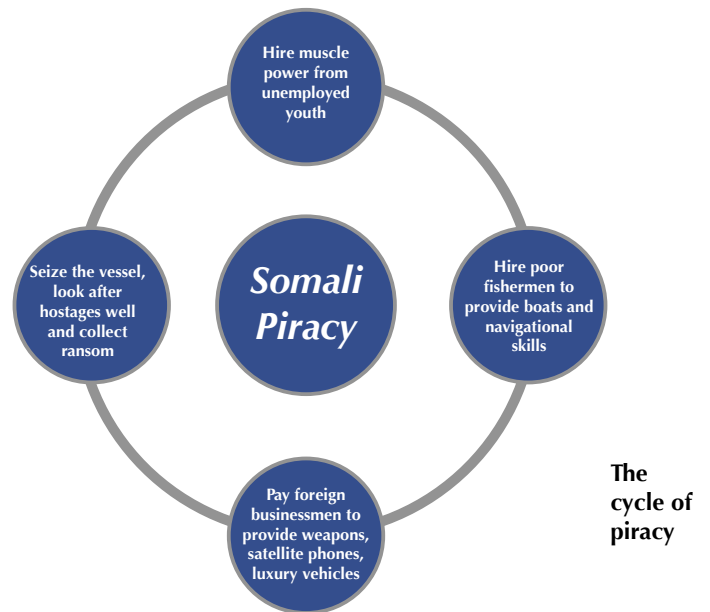 Hire muscle
power from
unemployed
youth
Seize the vessel,
look after
hostages well
and collect
ransom
Somali
Piracy
Hire poor
fishermen to
provide boats and
navigational
skills
Pay foreign
businessmen to
provide weapons,
satellite phones,
luxury vehicles
The
cycle of
piracy